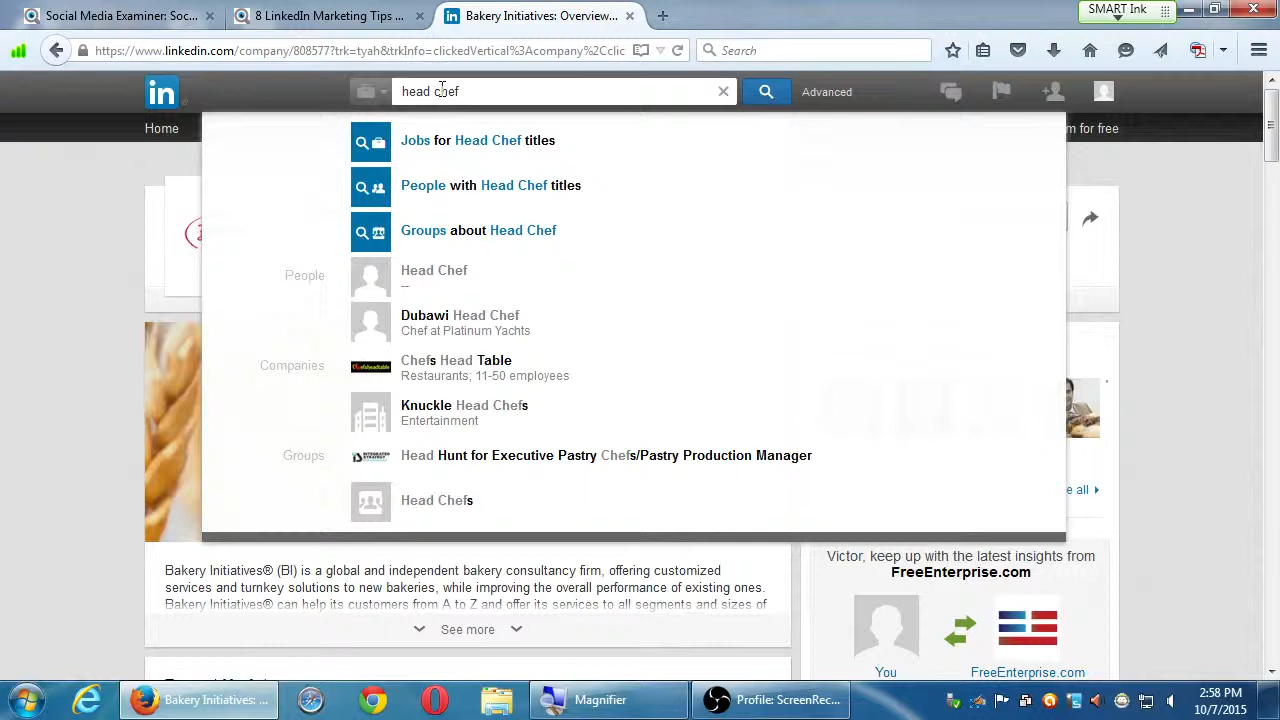 Social Media Examiner: Soc...
8 LinkedIn Marketing Tips ...
Bakery Initiatives: Overview...
SMART Ink
https://www.linkedin.com/company/808577?trk=tyah&trkInfo=clickedVertical%3Acompany%2Cclic
Search
in
head chef
Advanced
Home
m for free
Jobs for Head Chef titles
People with Head Chef titles
Groups about Head Chef
People
Head Chef
--
Dubawi Head Chef
Chef at Platinum Yachts
Companies
Chefs Head Table
Restaurants; 11-50 employees
Knuckle Head Chefs
Entertainment
Groups
Head Hunt for Executive Pastry Chefs/Pastry Production Manager
Head Chefs
e all
Bakery Initiatives® (BI) is a global and independent bakery consultancy firm, offering customized
services and turnkey solutions to new bakeries, while improving the overall performance of existing ones.
Bakery Initiatives® can help its customers from A to Z and offer its services to all segments and sizes of
See more
Victor, keep up with the latest insights from
FreeEnterprise.com
You
FreeEnterprise.com
Bakery Initiatives: ...
Magnifier
Profile: ScreenRec...
2:58 PM
10/7/2015